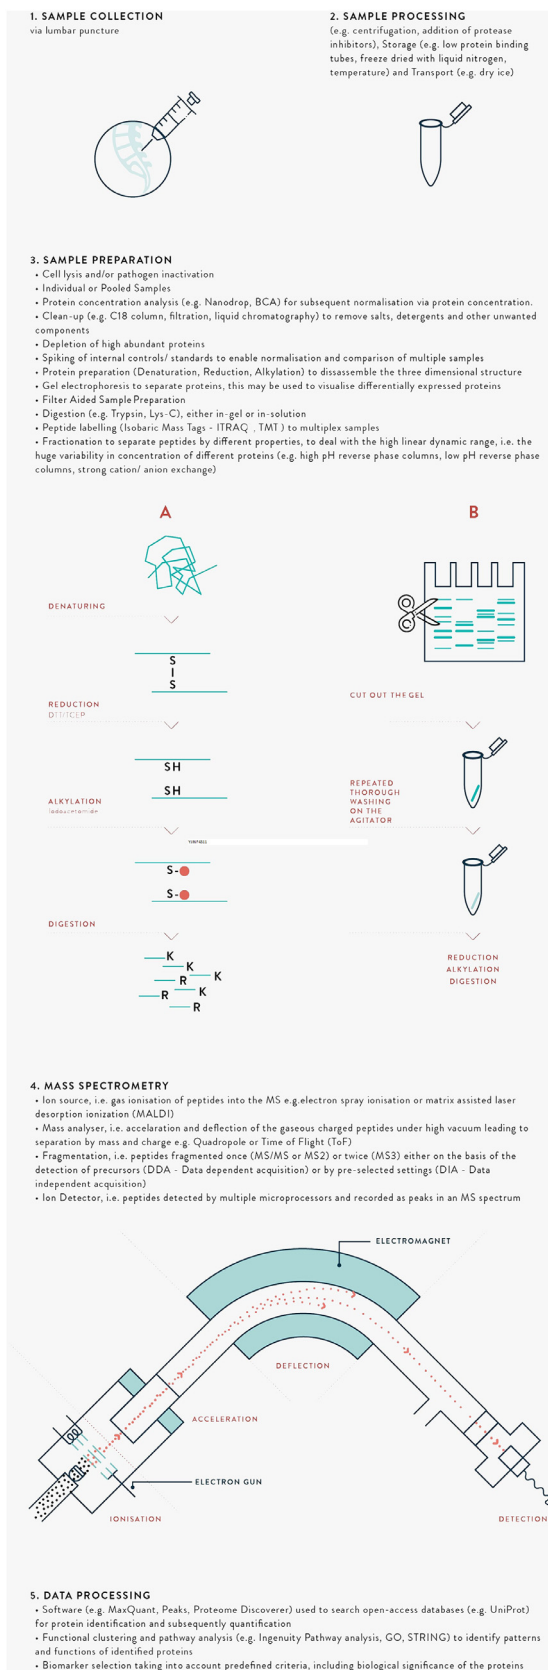 1. SAMPLE COLLECTION
via lumbar puncture
2. SAMPLE PROCESSING
(e.g. centrifugation, addition of protease
inhibitors), Storage (e.g. low protein binding
tubes, freeze dried with liquid nitrogen,
temperature) and Transport (e.g. dry ice)
3. SAMPLE PREPARATION
• Cell lysis and/or pathogen inactivation
• Individual or Pooled Samples
• Protein concentration analysis (e.g. Nanodrop, BCA) for subsequent normalisation via protein concentration.
• Clean-up (e.g. C18 column, filtration, liquid chromatography) to remove salts, detergents and other unwanted
components
• Depletion of high abundant proteins
• Spiking of internal controls/ standards to enable normalisation and comparison of multiple samples
• Protein preparation (Denaturation, Reduction, Alkylation) to dissassemble the three dimensional structure
• Gel electrophoresis to separate proteins, this may be used to visualise differentially expressed proteins
• Filter Aided Sample Preparation
• Digestion (e.g. Trypsin, Lys-C), either in-gel or in-solution
• Peptide labelling (Isobaric Mass Tags - ITRAQ , TMT ) to multiplex samples
• Fractionation to separate peptides by different properties, to deal with the high linear dynamic range, i.e. the
huge variability in concentration of different proteins (e.g. high pH reverse phase columns, low pH reverse phase
columns, strong cation/ anion exchange)
A
B
DENATURING
S
I
S
CUT OUT THE GEL
REDUCTION
DTT/TCEP
SH
SH
REPEATED
THOROUGH
WASHING
ON THE
AGITATOR
ALKYLATION
Iodoacetamide
S-
S-
DIGESTION
K
K
K
R
K
R
R
REDUCTION
ALKYLATION
DIGESTION
4. MASS SPECTROMETRY
• Ion source, i.e. gas ionisation of peptides into the MS e.g.electron spray ionisation or matrix assisted laser
desorption ionization (MALDI)
• Mass analyser, i.e. accelaration and deflection of the gaseous charged peptides under high vacuum leading to
separation by mass and charge e.g. Quadropole or Time of Flight (ToF)
• Fragmentation, i.e. peptides fragmented once (MS/MS or MS2) or twice (MS3) either on the basis of the
detection of precursors (DDA - Data dependent acquisition) or by pre-selected settings (DIA - Data
independent acquisition)
• Ion Detector, i.e. peptides detected by multiple microprocessors and recorded as peaks in an MS spectrum
ELECTROMAGNET
DEFLECTION
ACCELERATION
ELECTRON GUN
IONISATION
DETECTION
5. DATA PROCESSING
• Software (e.g. MaxQuant, Peaks, Proteome Discoverer) used to search open-access databases (e.g. UniProt)
for protein identification and subsequently quantification
• Functional clustering and pathway analysis (e.g. Ingenuity Pathway analysis, GO, STRING) to identify patterns
and functions of identified proteins
• Biomarker selection taking into account predefined criteria, including biological significance of the proteins